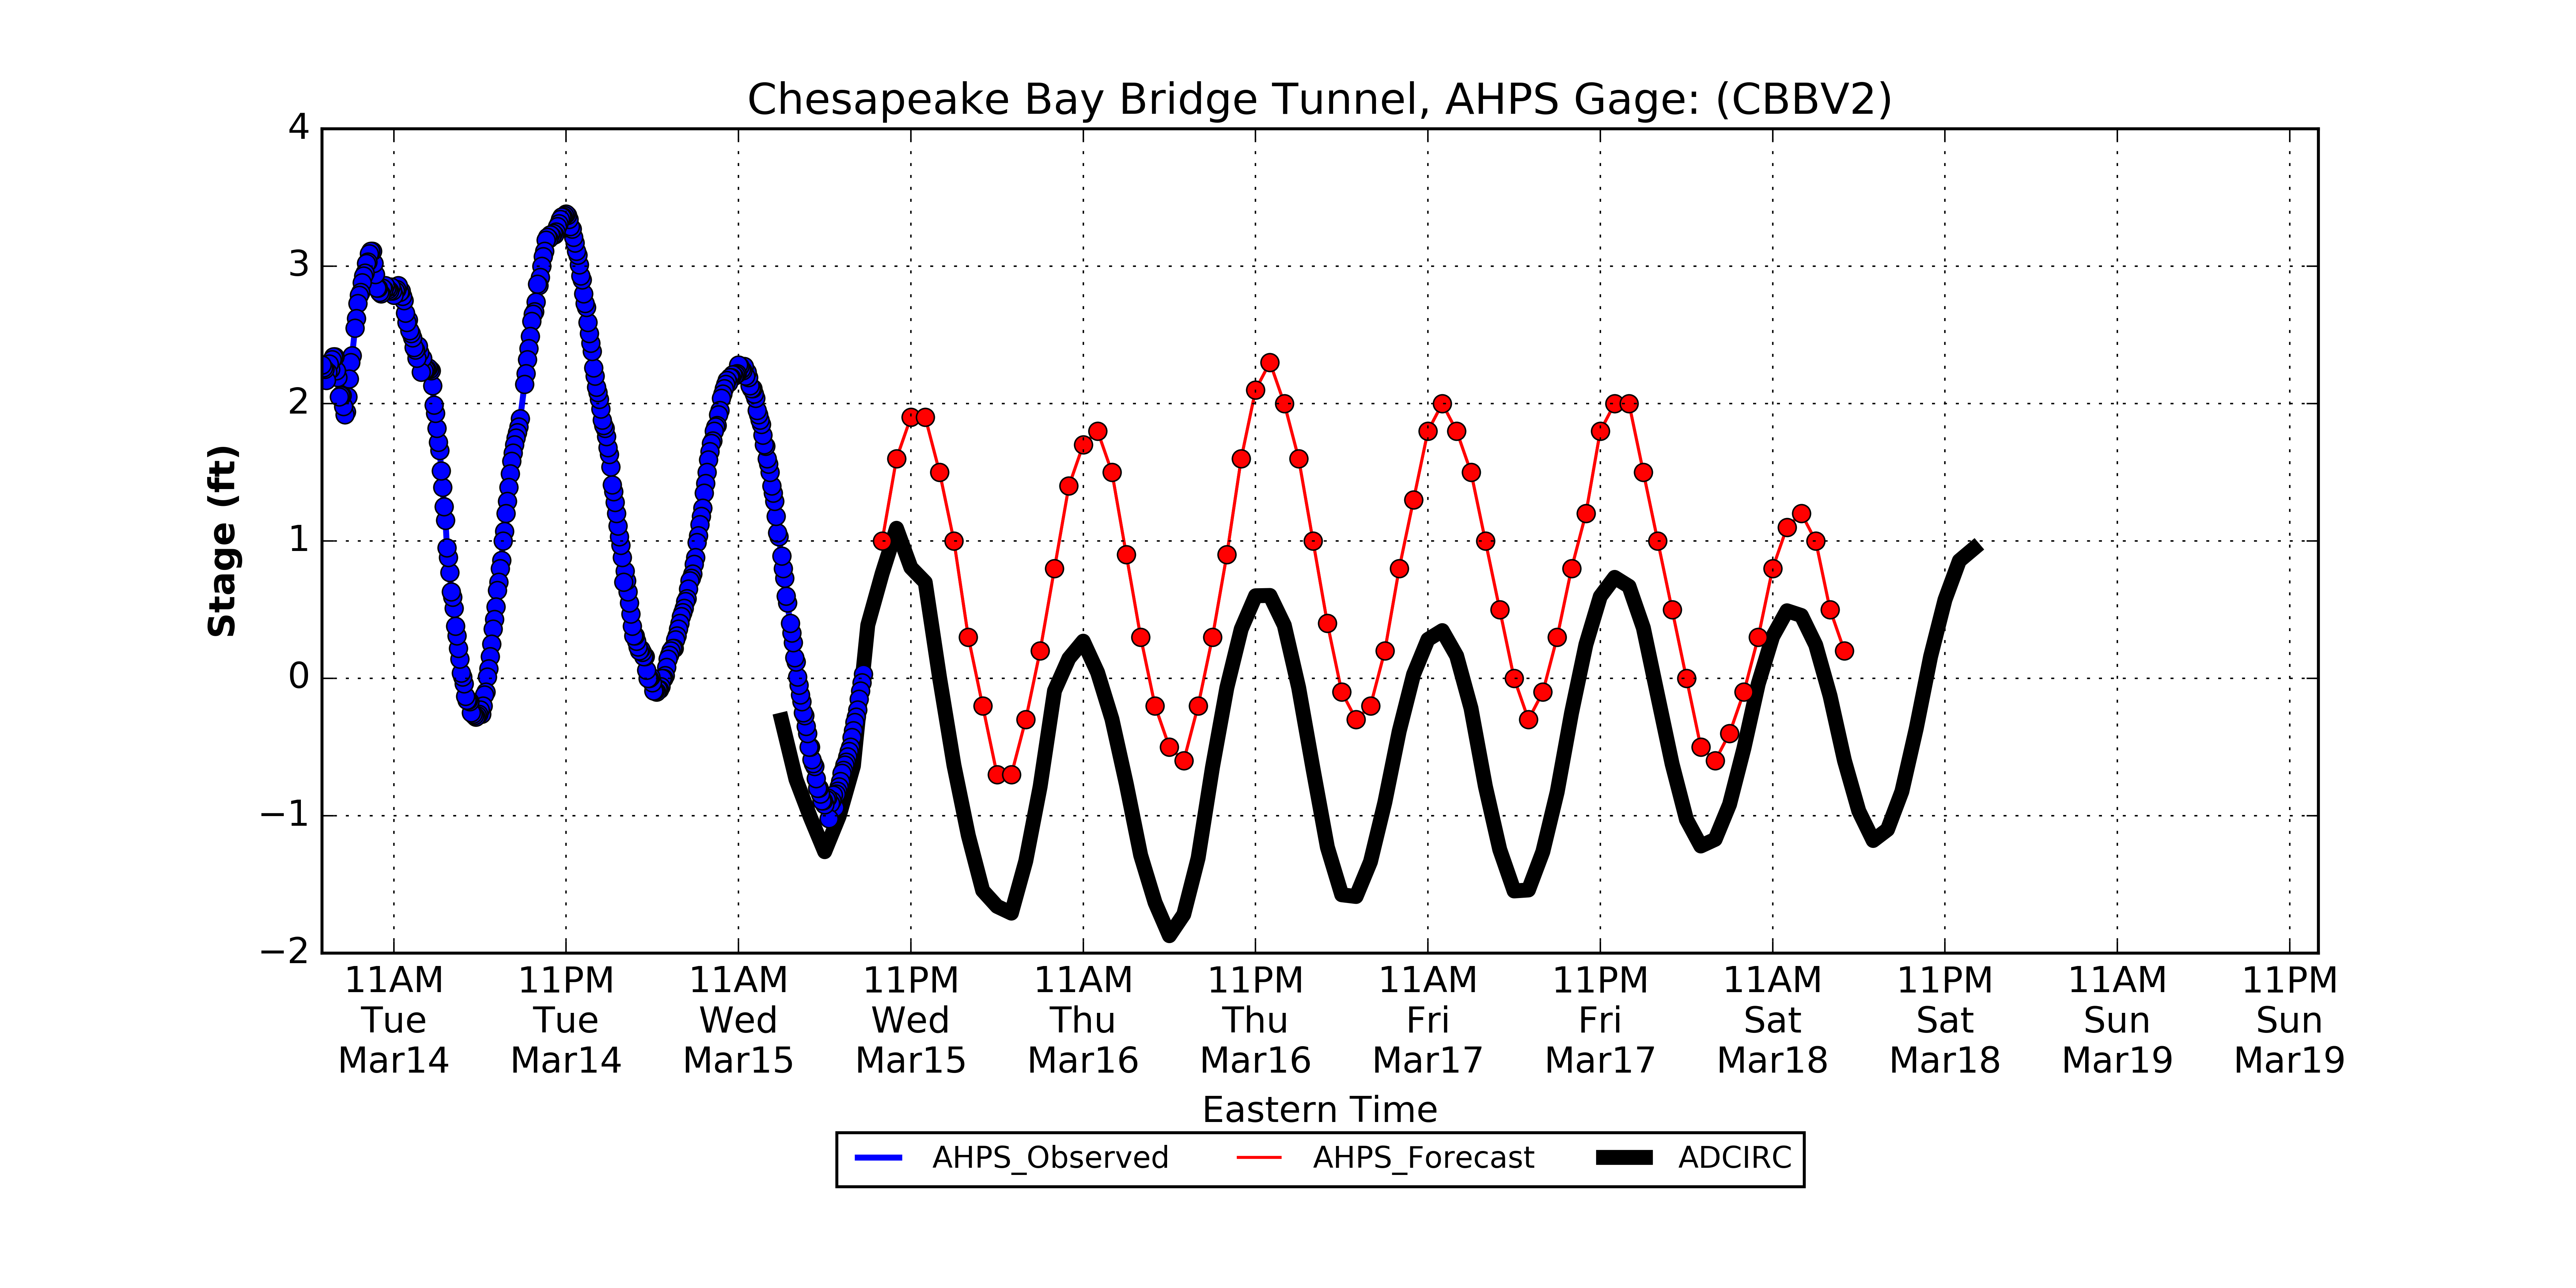 Chesapeake Bay Bridge Tunnel, AHPS Gage: (CBBV2)
4
3
2
1
0
−1
−2
Stage (ft)
11AM 11PM 11AM 11PM 11AM 11PM 11AM 11PM 11AM 11PM 11AM 11PM
Tue Tue Wed Wed Thu Thu Fri Fri Sat Sat Sun Sun
Mar14 Mar14 Mar15 Mar15 Mar16 Mar16 Mar17 Mar17 Mar18 Mar18 Mar19 Mar19
Eastern Time
AHPS_Observed AHPS_Forecast ADCIRC